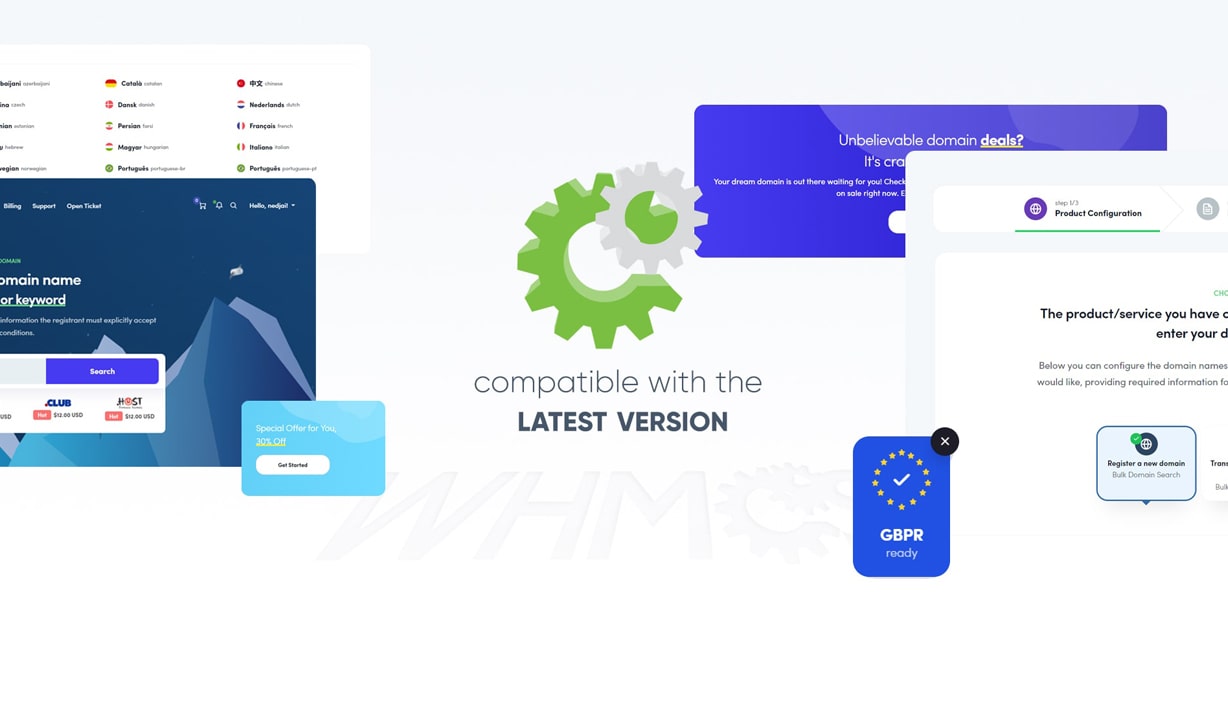 baijani azerbaijani
Català catalan
中文 chinese
ina czech
Dansk danish
Nederlands dutch
nian estonian
Persian farsi
Français french
hebrew
Magyar hungarian
Italiano italian
wegian norwegian
Português portuguese-br
Português portuguese-pt
Billing
Support
Open Ticket
Hello, nedjai!
DOMAIN
omain name
or keyword
information the registrant must explicitly accept
conditions.
Search
USD
.CLUB
Hot $12.00 USD
.HOST
Hot $12.00 USD
Special Offer for You,
30% Off
Get Started
compatible with the
LATEST VERSION
WHMCS
Unbelievable domain deals?
It's cra
Your dream domain is out there waiting for you! Check
on sale right now. E
step 1/3
Product Configuration
CHO
The product/service you have c
enter your d
Below you can configure the domain names
would like, providing required information fo
Register a new domain
Bulk Domain Search
Trans
Bulk
GBPR
ready